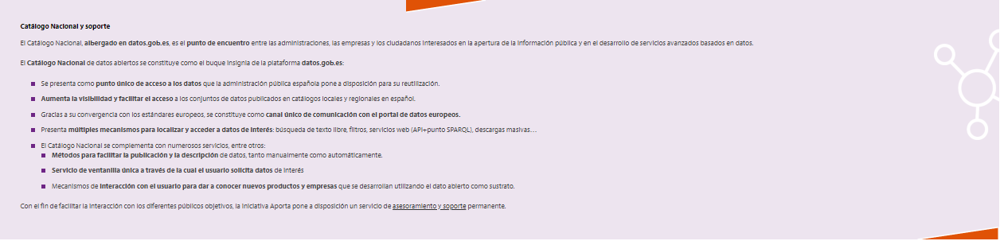 Catálogo Nacional y soporte
El Catálogo Nacional, albergado en datos.gob.es, es el punto de encuentro entre las administraciones, las empresas y los ciudadanos interesados en la apertura de la información pública y en el desarrollo de servicios avanzados basados en datos.
El Catálogo Nacional de datos abiertos se constituye como el buque insignia de la plataforma datos.gob.es:
Se presenta como punto único de acceso a los datos que la administración pública española pone a disposición para su reutilización.
Aumenta la visibilidad y facilitar el acceso a los conjuntos de datos publicados en catálogos locales y regionales en español.
Gracias a su convergencia con los estándares europeos, se constituye como canal único de comunicación con el portal de datos europeos.
Presenta múltiples mecanismos para localizar y acceder a datos de interés: búsqueda de texto libre, filtros, servicios web (API+punto SPARQL), descargas masivas...
El Catálogo Nacional se complementa con numerosos servicios, entre otros:
Métodos para facilitar la publicación y la descripción de datos, tanto manualmente como automáticamente.
Servicio de ventanilla única a través de la cual el usuario solicita datos de interés
Mecanismos de interacción con el usuario para dar a conocer nuevos productos y empresas que se desarrollan utilizando el dato abierto como sustrato.
Con el fin de facilitar la interacción con los diferentes públicos objetivos, la Iniciativa Aporta pone a disposición un servicio de asesoramiento y soporte permanente.